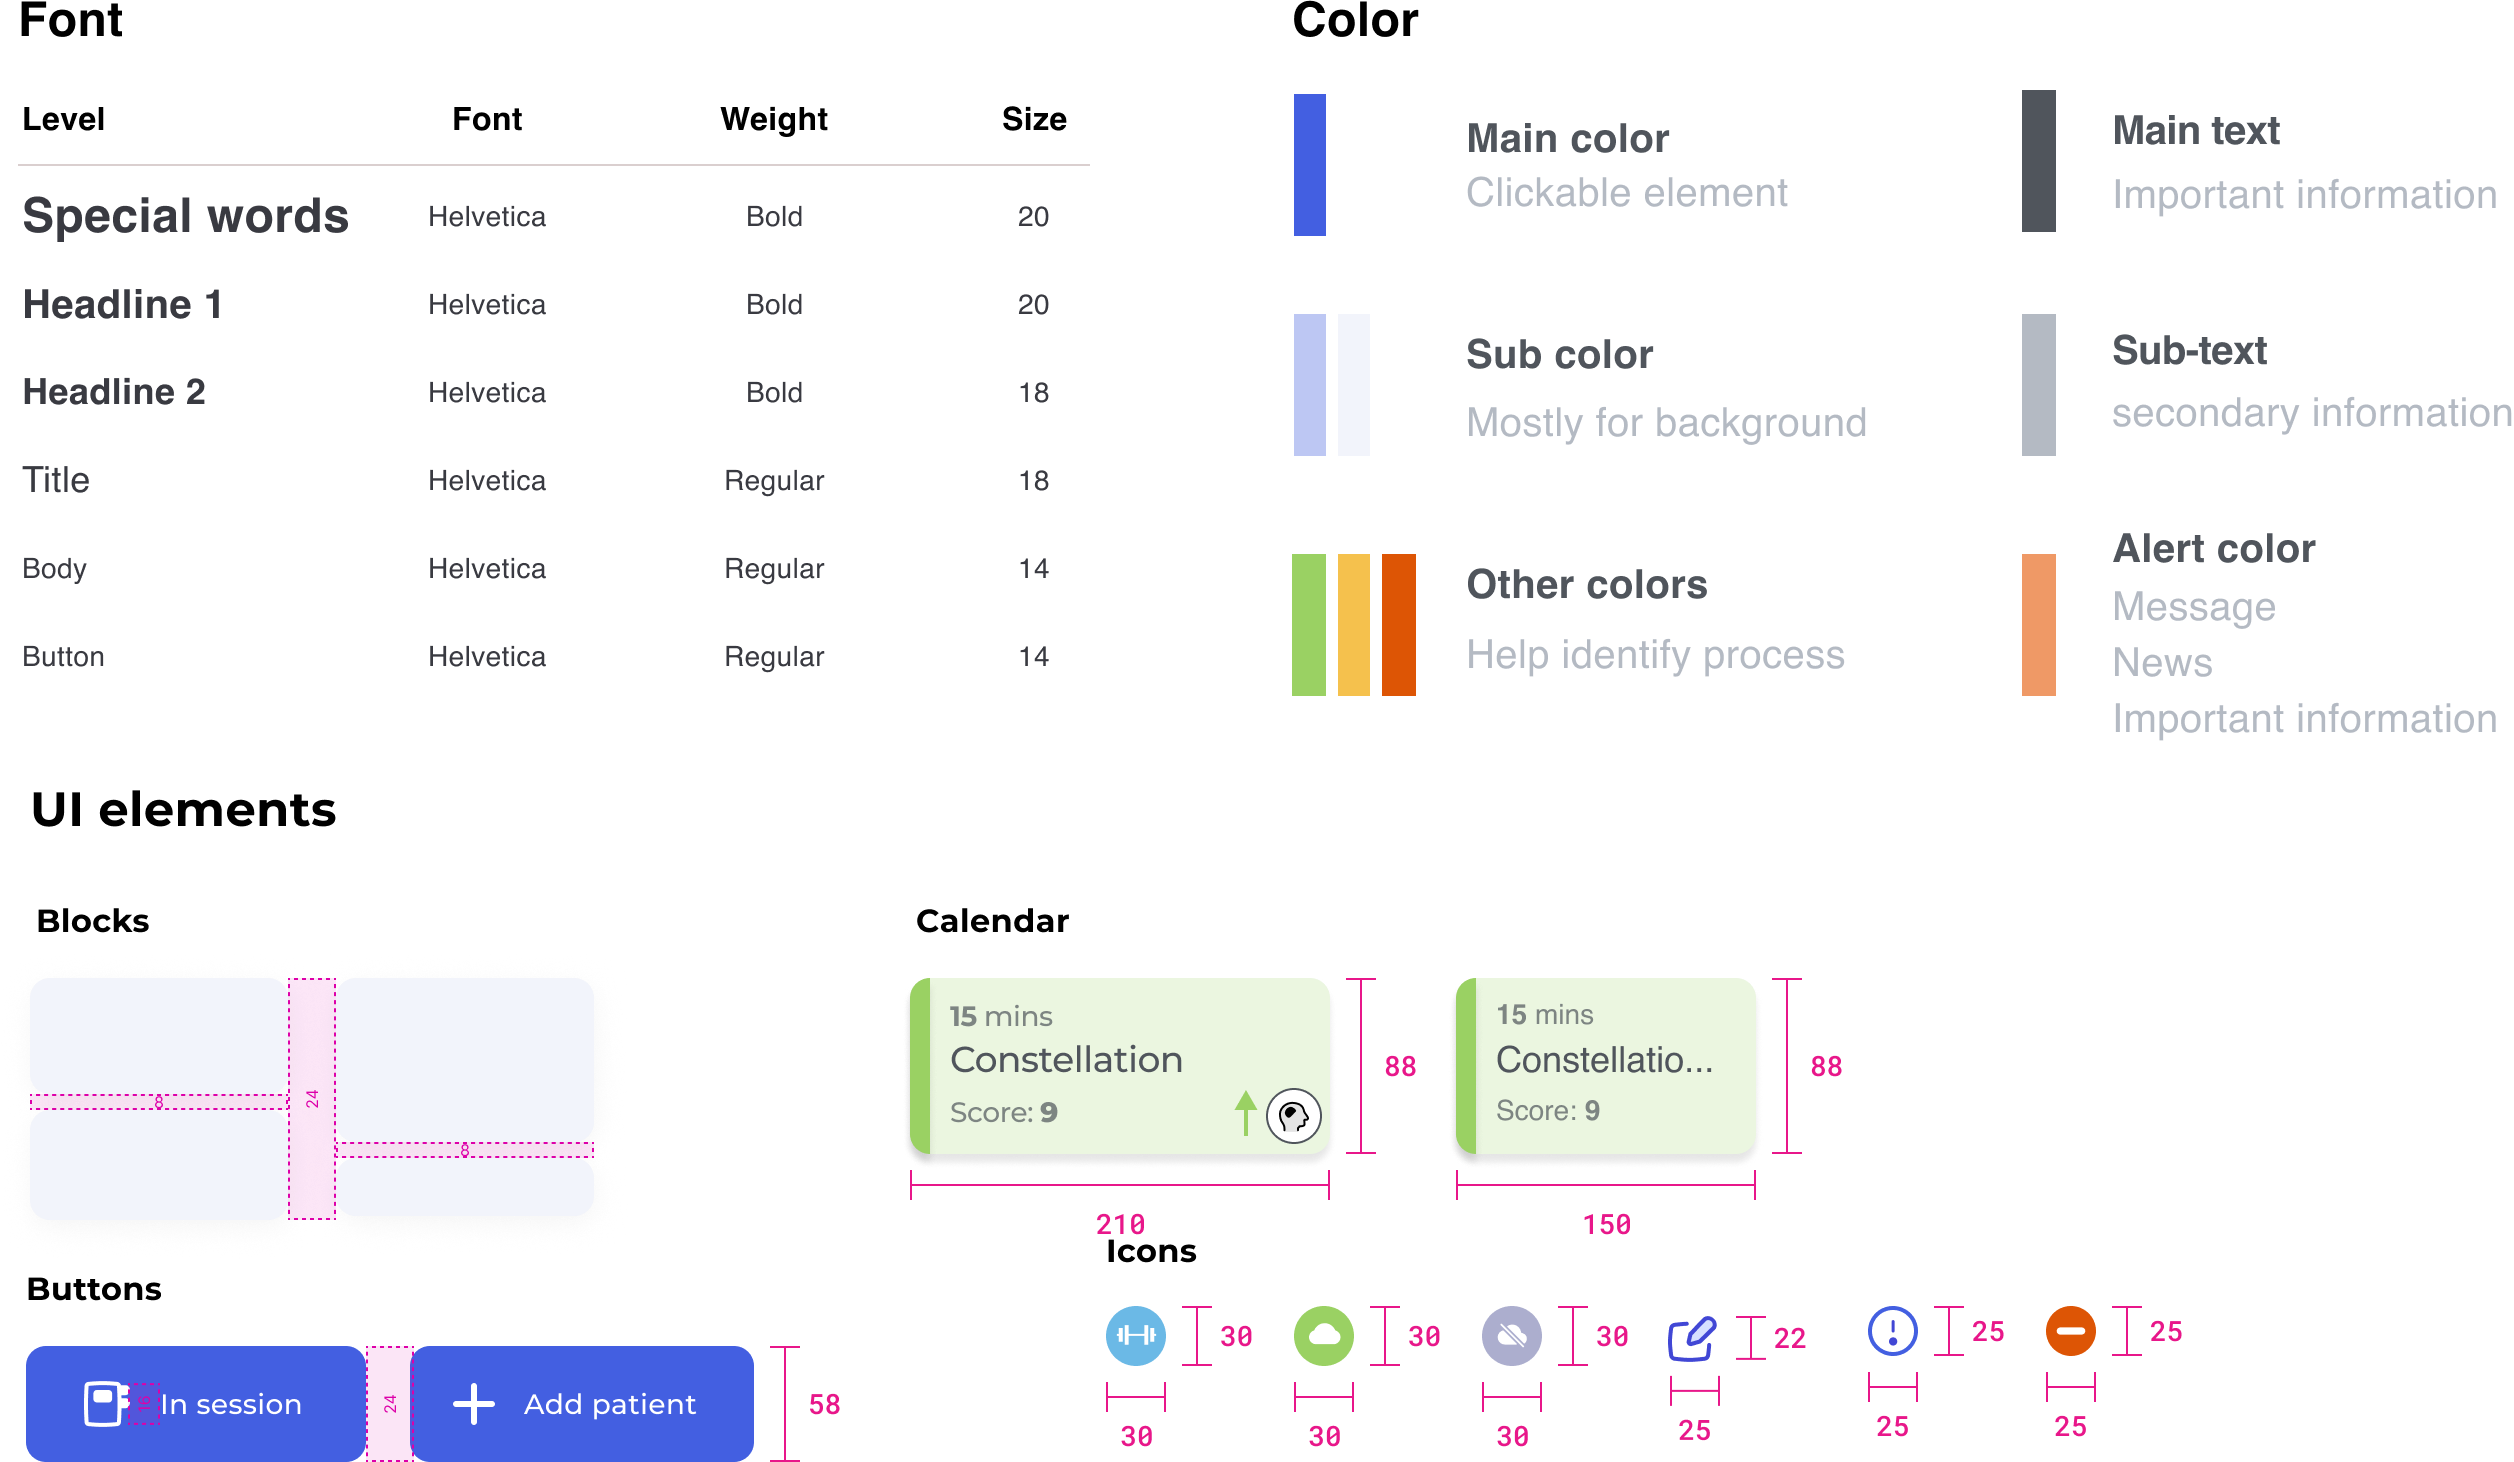 Font
Level Font Weight Size
Special words Helvetica Bold 20
Headline 1 Helvetica Bold 20
Headline 2 Helvetica Bold 18
Title Helvetica Regular 18
Body Helvetica Regular 14
Button Helvetica Regular 14
Color
Main color
Clickable element
Main text
Important information
Sub color
Mostly for background
Sub-text
secondary information
Other colors
Help identify process
Alert color
Message
News
Important information
UI elements
Blocks
8
24
8
Calendar
15 mins
Constellation
Score: 9
88
210
15 mins
Constellatio...
Score: 9
88
150
Buttons
16
In session
24
Add patient
58
Icons
30 30 30 22 25 25
30 30 30 25 25 25